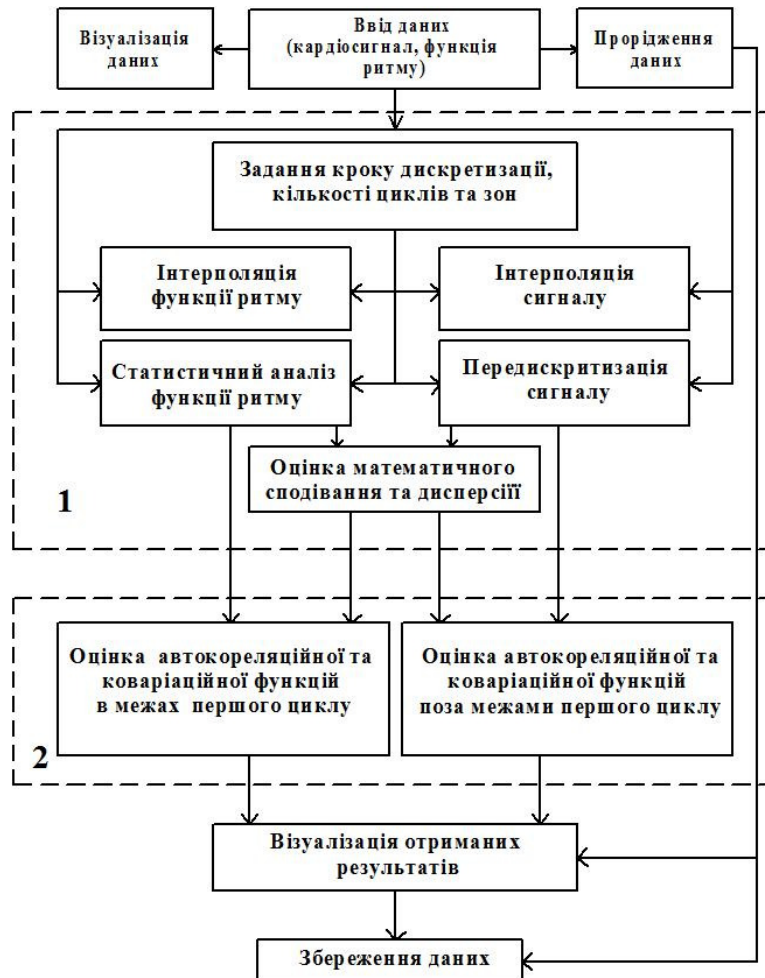 Візуалізація
даних
Ввід даних
(кардіосигнал, функція
ритму)
Прорідження
даних
Задання кроку дискретизації,
кількості циклів та зон
Інтерполяція
функції ритму
Інтерполяція
сигналу
Статистичний аналіз
функції ритму
Передискритизація
сигналу
Оцінка математичного
сподівання та дисперсіїї
1
Оцінка автокореляційної та
коваріаційної функцій
в межах першого циклу
Оцінка автокореляційної та
коваріаційної функцій
поза межами першого циклу
2
Візуалізація отриманих
результатів
Збереження даних